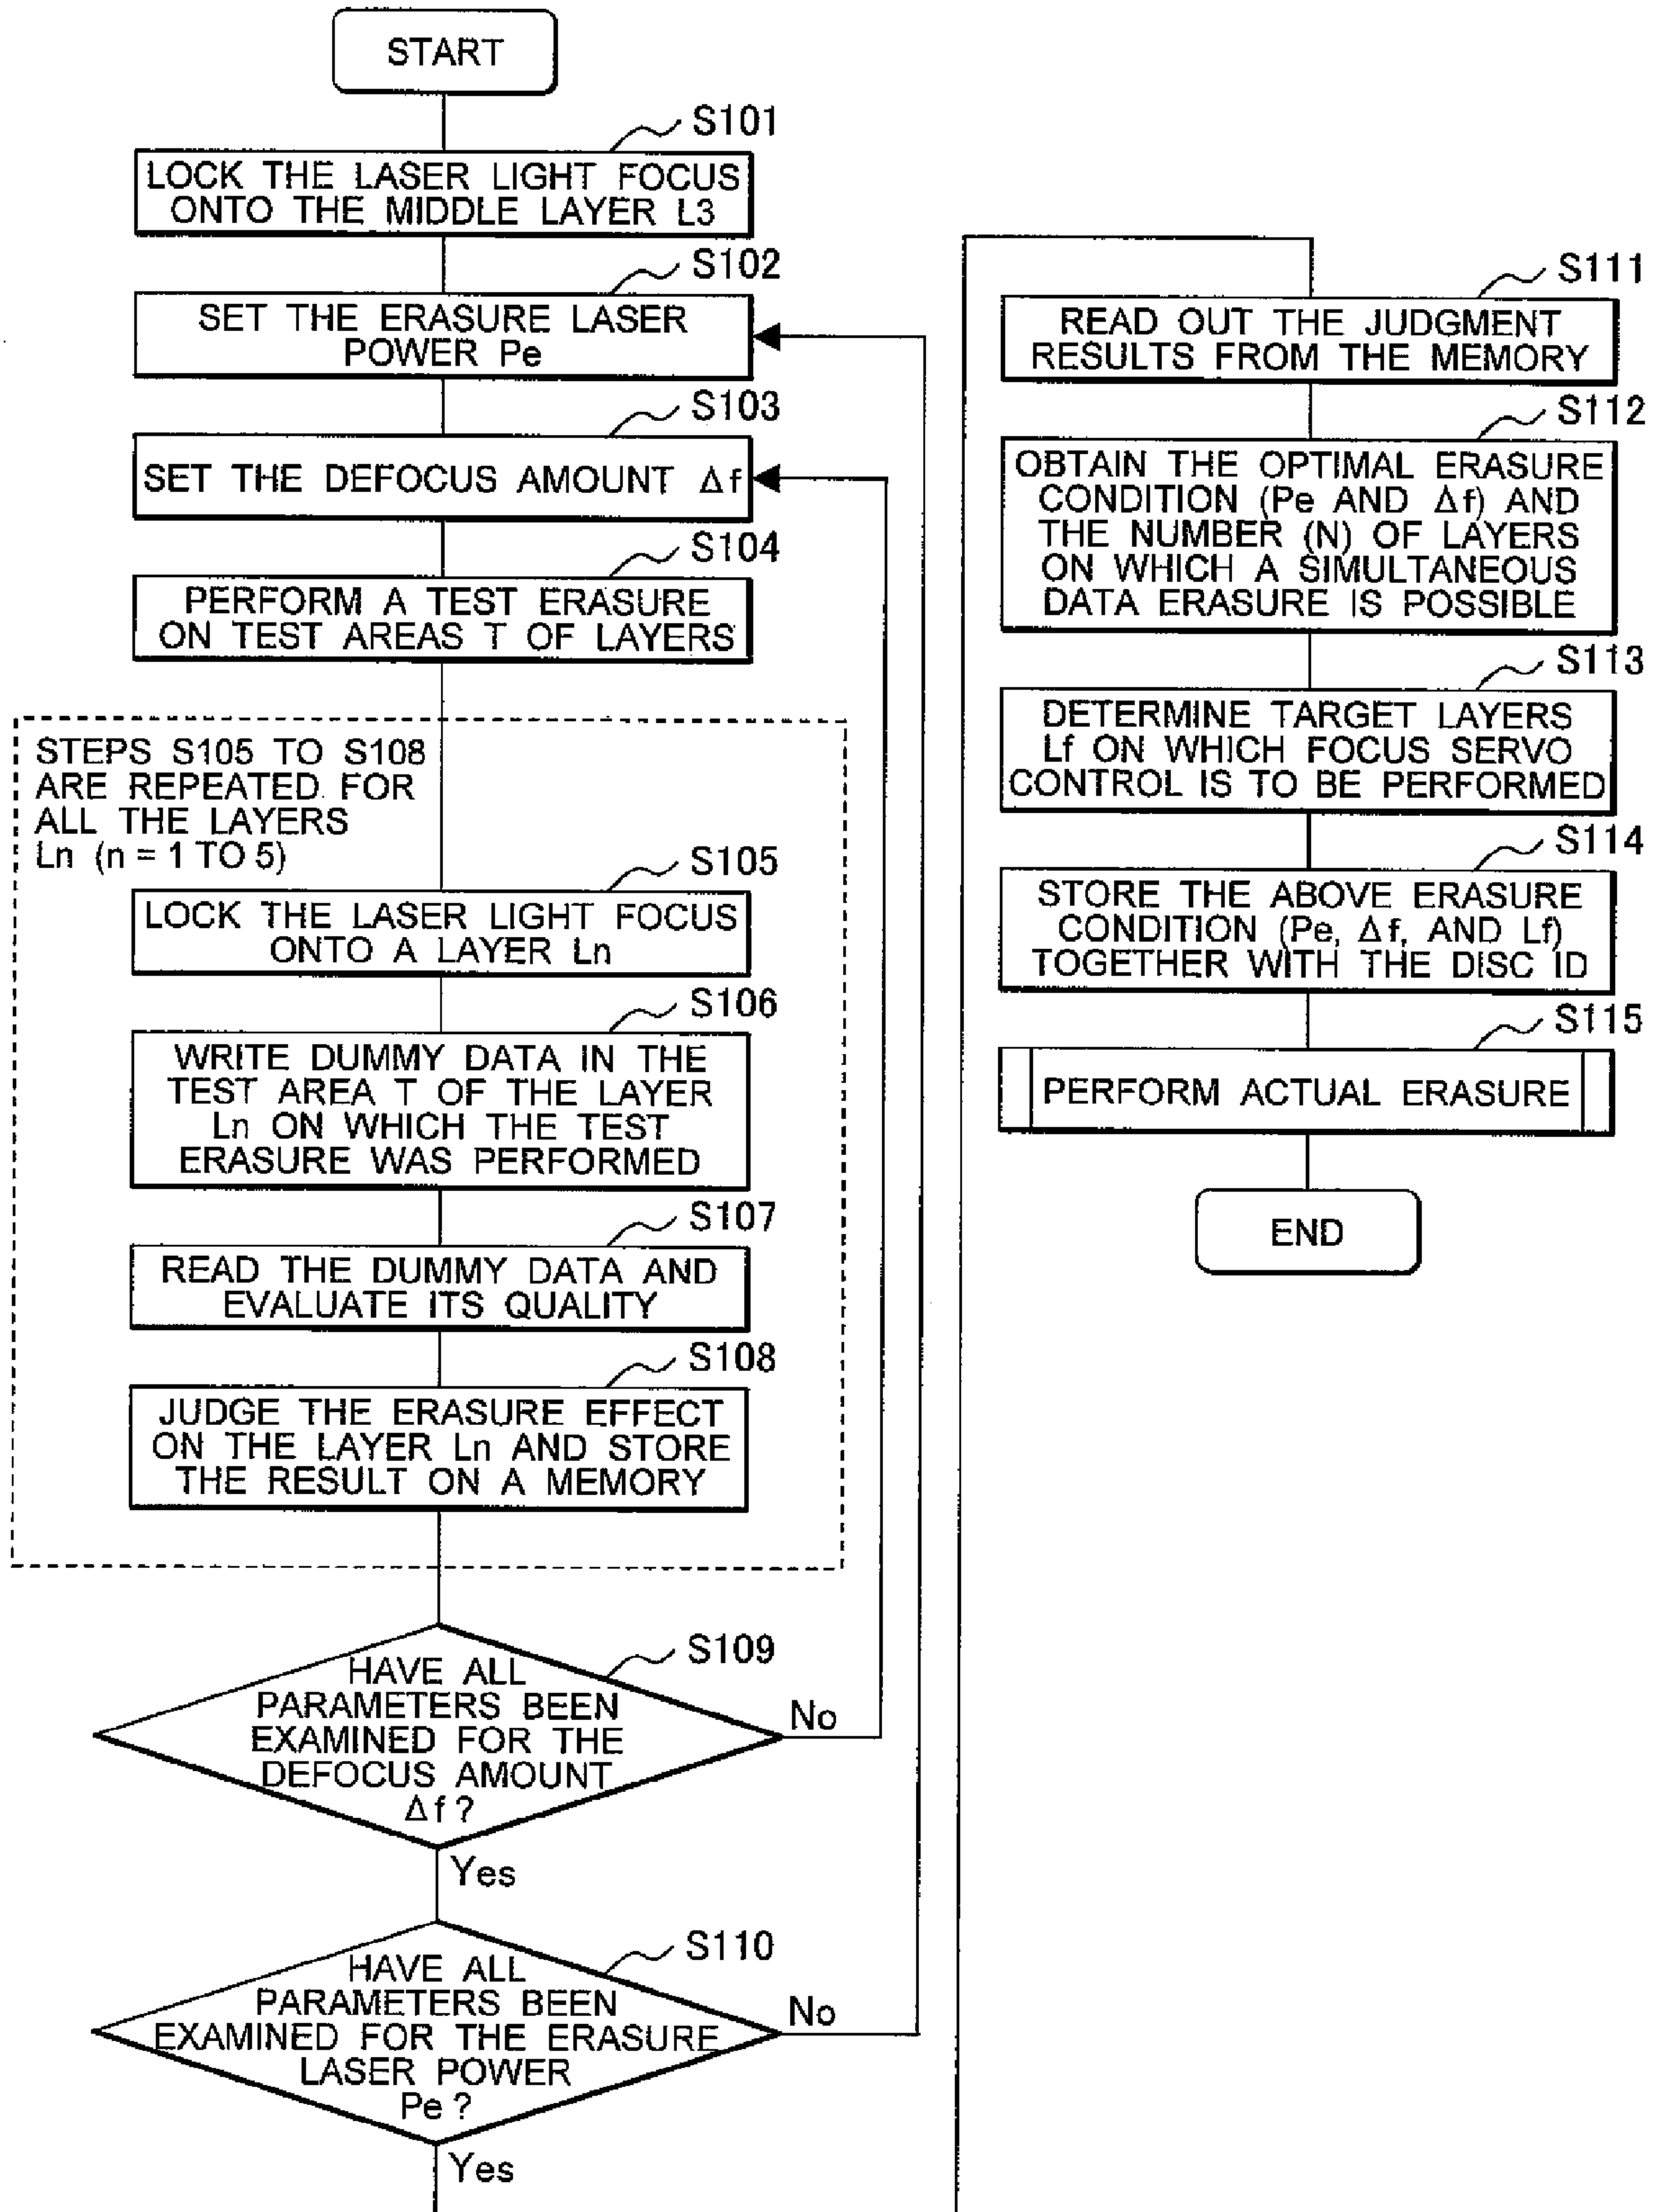 START
S101
LOCK THE LASER LIGHT FOCUS
ONTO THE MIDDLE LAYER L3
S102
SET THE ERASURE LASER
POWER Pe
S103
SET THE DEFOCUS AMOUNT Δf
S104
PERFORM A TEST ERASURE
ON TEST AREAS T OF LAYERS
STEPS S105 TO S108
ARE REPEATED FOR
ALL THE LAYERS
Ln (n = 1 TO 5)
S105
LOCK THE LASER LIGHT FOCUS
ONTO A LAYER Ln
S106
WRITE DUMMY DATA IN THE
TEST AREA T OF THE LAYER
Ln ON WHICH THE TEST
ERASURE WAS PERFORMED
S107
READ THE DUMMY DATA AND
EVALUATE ITS QUALITY
S108
JUDGE THE ERASURE EFFECT
ON THE LAYER Ln AND STORE
THE RESULT ON A MEMORY
S109
HAVE ALL
PARAMETERS BEEN
EXAMINED FOR THE
DEFOCUS AMOUNT
Δf ?
No
Yes
S110
HAVE ALL
PARAMETERS BEEN
EXAMINED FOR THE ERASURE
LASER POWER
Pe ?
No
Yes
S111
READ OUT THE JUDGMENT
RESULTS FROM THE MEMORY
S112
OBTAIN THE OPTIMAL ERASURE
CONDITION (Pe AND Δf) AND
THE NUMBER (N) OF LAYERS
ON WHICH A SIMULTANEOUS
DATA ERASURE IS POSSIBLE
S113
DETERMINE TARGET LAYERS
Lf ON WHICH FOCUS SERVO
CONTROL IS TO BE PERFORMED
S114
STORE THE ABOVE ERASURE
CONDITION (Pe, Δf, AND Lf)
TOGETHER WITH THE DISC ID
S115
PERFORM ACTUAL ERASURE
END